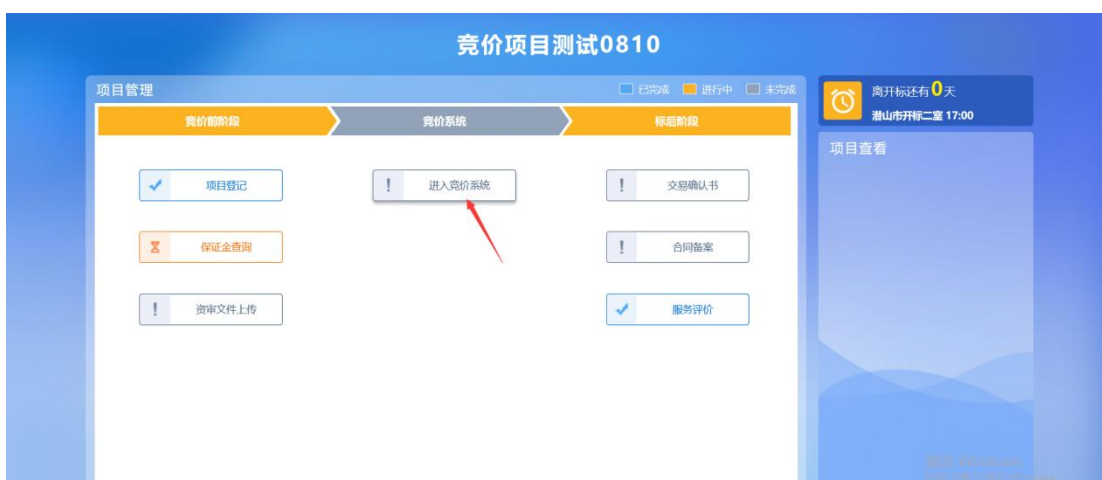 竞价项目测试0810
项目管理
已完成 进行中 未完成
竞价前阶段 竞价系统 标后阶段
项目登记 进入竞价系统 交易确认书
保证金查询 合同备案
资审文件上传 服务评价
离开标还有0天
潜山市开标二室 17:00
项目查看